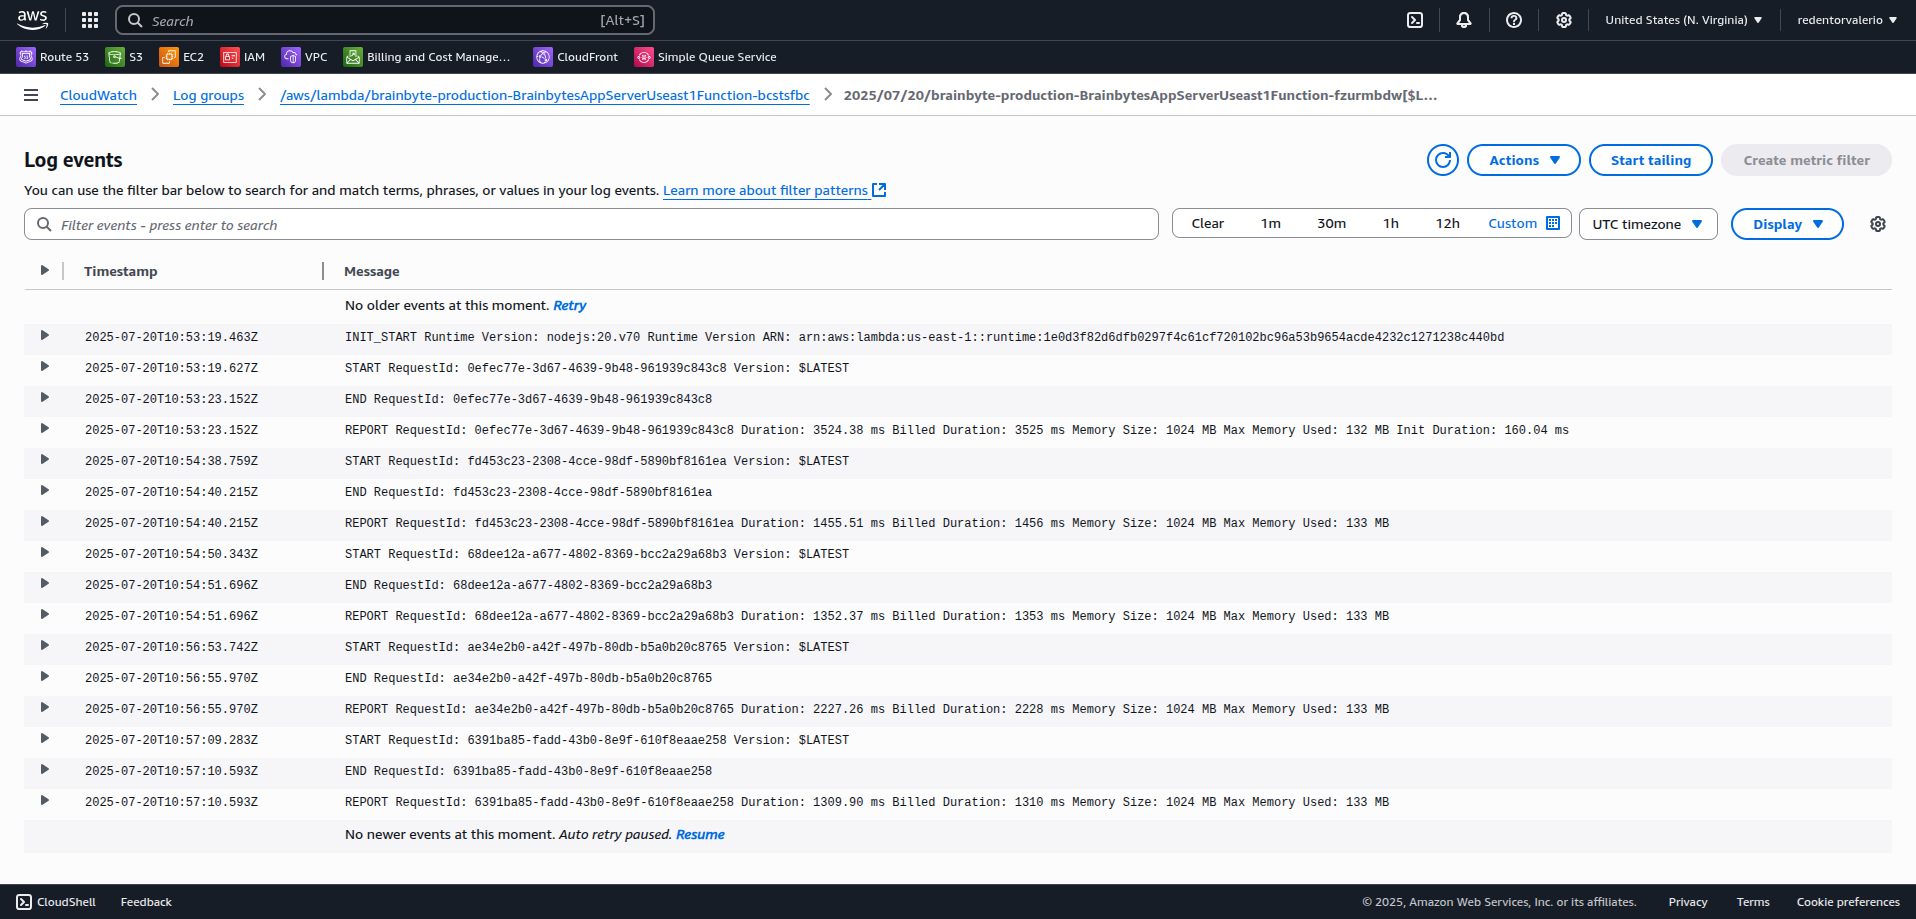 aws
Search [Alt+S] United States (N. Virginia) redentorvalerio
Route 53 S3 EC2 IAM VPC Billing and Cost Manage... CloudFront Simple Queue Service
CloudWatch Log groups /aws/lambda/brainbyte-production-BrainbytesAppServerUseast1Function-bcstsfbc 2025/07/20/brainbyte-production-BrainbytesAppServerUseast1Function-fzurmbdw[$L...
Log events
Actions Start tailing Create metric filter
You can use the filter bar below to search for and match terms, phrases, or values in your log events. Learn more about filter patterns
Filter events - press enter to search Clear 1m 30m 1h 12h Custom UTC timezone Display
Timestamp Message
No older events at this moment. Retry
2025-07-20T10:53:19.463Z INIT_START Runtime Version: nodejs:20.v70 Runtime Version ARN: arn:aws:lambda:us-east-1::runtime:1e0d3f82d6dfb0297f4c61cf720102bc96a53b9654acde4232c1271238c440bd
2025-07-20T10:53:19.627Z START RequestId: 0efec77e-3d67-4639-9b48-961939c843c8 Version: $LATEST
2025-07-20T10:53:23.152Z END RequestId: 0efec77e-3d67-4639-9b48-961939c843c8
2025-07-20T10:53:23.152Z REPORT RequestId: 0efec77e-3d67-4639-9b48-961939c843c8 Duration: 3524.38 ms Billed Duration: 3525 ms Memory Size: 1024 MB Max Memory Used: 132 MB Init Duration: 160.04 ms
2025-07-20T10:54:38.759Z START RequestId: fd453c23-2308-4cce-98df-5890bf8161ea Version: $LATEST
2025-07-20T10:54:40.215Z END RequestId: fd453c23-2308-4cce-98df-5890bf8161ea
2025-07-20T10:54:40.215Z REPORT RequestId: fd453c23-2308-4cce-98df-5890bf8161ea Duration: 1455.51 ms Billed Duration: 1456 ms Memory Size: 1024 MB Max Memory Used: 133 MB
2025-07-20T10:54:50.343Z START RequestId: 68dee12a-a677-4802-8369-bcc2a29a68b3 Version: $LATEST
2025-07-20T10:54:51.696Z END RequestId: 68dee12a-a677-4802-8369-bcc2a29a68b3
2025-07-20T10:54:51.696Z REPORT RequestId: 68dee12a-a677-4802-8369-bcc2a29a68b3 Duration: 1352.37 ms Billed Duration: 1353 ms Memory Size: 1024 MB Max Memory Used: 133 MB
2025-07-20T10:56:53.742Z START RequestId: ae34e2b0-a42f-497b-80db-b5a0b20c8765 Version: $LATEST
2025-07-20T10:56:55.970Z END RequestId: ae34e2b0-a42f-497b-80db-b5a0b20c8765
2025-07-20T10:56:55.970Z REPORT RequestId: ae34e2b0-a42f-497b-80db-b5a0b20c8765 Duration: 2227.26 ms Billed Duration: 2228 ms Memory Size: 1024 MB Max Memory Used: 133 MB
2025-07-20T10:57:09.283Z START RequestId: 6391ba85-fadd-43b0-8e9f-610f8eaae258 Version: $LATEST
2025-07-20T10:57:10.593Z END RequestId: 6391ba85-fadd-43b0-8e9f-610f8eaae258
2025-07-20T10:57:10.593Z REPORT RequestId: 6391ba85-fadd-43b0-8e9f-610f8eaae258 Duration: 1309.90 ms Billed Duration: 1310 ms Memory Size: 1024 MB Max Memory Used: 133 MB
No newer events at this moment. Auto retry paused. Resume
CloudShell Feedback © 2025, Amazon Web Services, Inc. or its affiliates. Privacy Terms Cookie preferences